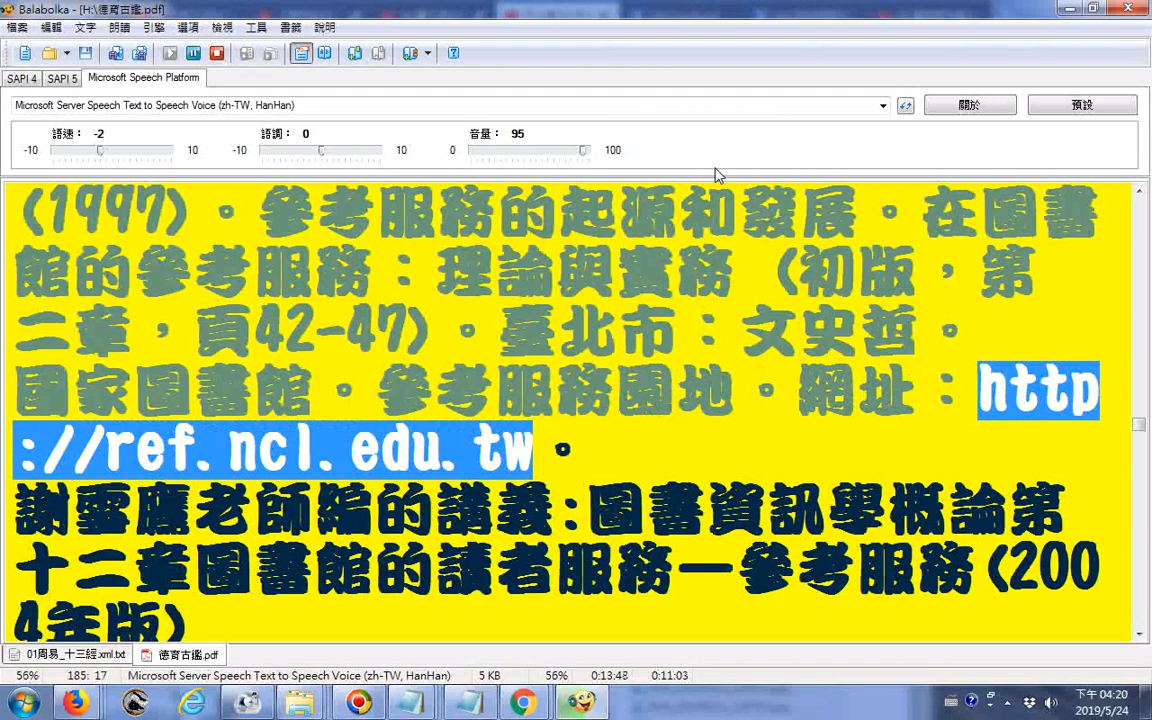 Balabolka - [H:\德育古鑑.pdf]
檔案 編輯 文字 朗讀 引擎 選項 檢視 工具 書籤 說明
SAPI 4 SAPI 5 Microsoft Speech Platform
Microsoft Server Speech Text to Speech Voice (zh-TW, HanHan) 關於 預設
語速： -2 語調： 0 音量： 95
-10 10 -10 10 0 100
(1997)。參考服務的起源和發展。在圖書
館的參考服務：理論與實務 (初版，第
二章，頁42-47)。臺北市：文史哲。
國家圖書館。參考服務園地。網址：http
://ref.ncl.edu.tw。
謝靈鷹老師編的講義:圖書資訊學概論第
十二章圖書館的讀者服務—參考服務(200
4年版)
01周易_十三經.xml.txt 德育古鑑.pdf
56% 185: 17 Microsoft Server Speech Text to Speech Voice (zh-TW, HanHan) 5 KB 56% 0:13:48 0:11:03
下午 04:20
2019/5/24